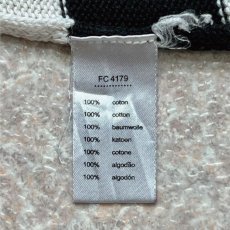 FC 4179
100% coton
100% cotton
100% baumwolle
100% katoen
100% cotone
100% algodão
100% algodón